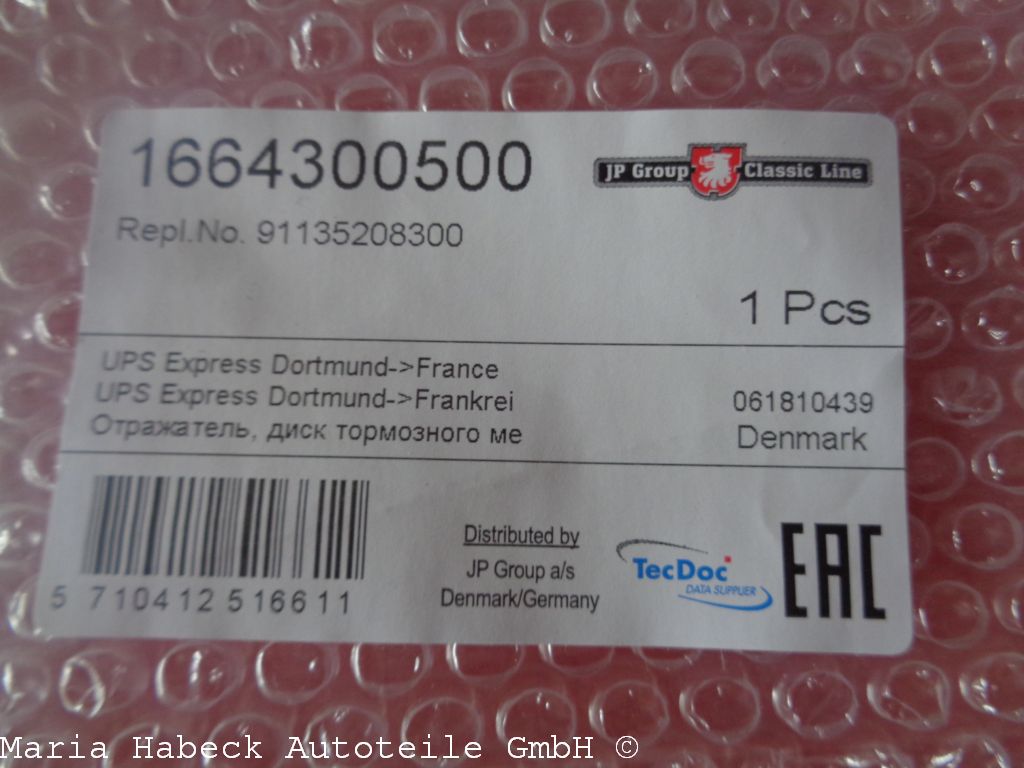 1664300500
JP Group Classic Line
Repl.No. 91135208300
1 Pcs
UPS Express Dortmund->France
UPS Express Dortmund->Frankrei 061810439
Отражатель, диск тормозного ме Denmark
5 710412 516611
Distributed by
JP Group a/s
Denmark/Germany
TecDoc
DATA SUPPLIER
EAC
Maria Habeck Autoteile GmbH ©